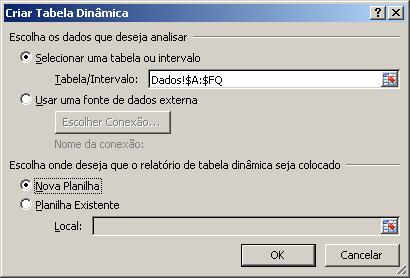 Criar Tabela Dinâmica
Escolha os dados que deseja analisar
Selecionar uma tabela ou intervalo
Tabela/Intervalo: Dados!$A:$FQ
Usar uma fonte de dados externa
Escolher Conexão...
Nome da conexão:
Escolha onde deseja que o relatório de tabela dinâmica seja colocado
Nova Planilha
Planilha Existente
Local:
OK Cancelar